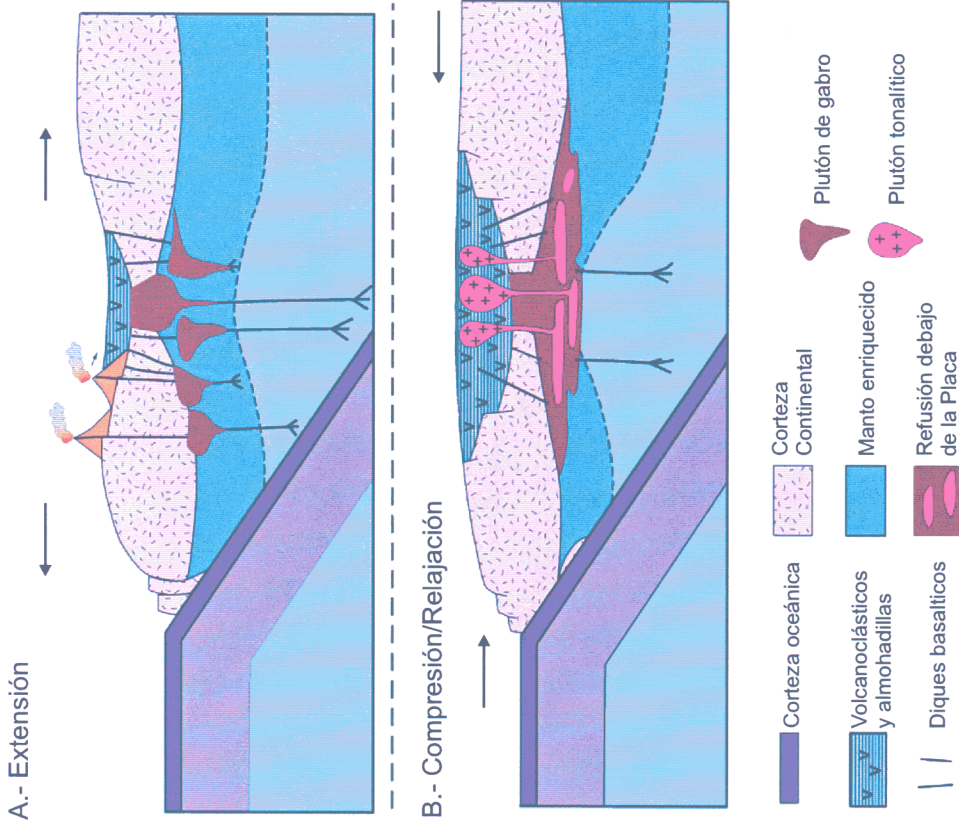 A.- Extensión
B.- Compresión/Relajación
Corteza oceánica
Corteza
Continental
Plutón de gabro
Volcanoclásticos
y almohadillas
Manto enriquecido
Plutón tonalítico
Diques basalticos
Refusión debajo
de la Placa